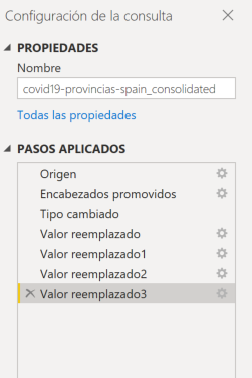 Configuración de la consulta
PROPIEDADES
Nombre
covid19-provincias-spain_consolidated
Todas las propiedades
PASOS APLICADOS
Origen
Encabezados promovidos
Tipo cambiado
Valor reemplazado
Valor reemplazado1
Valor reemplazado2
Valor reemplazado3